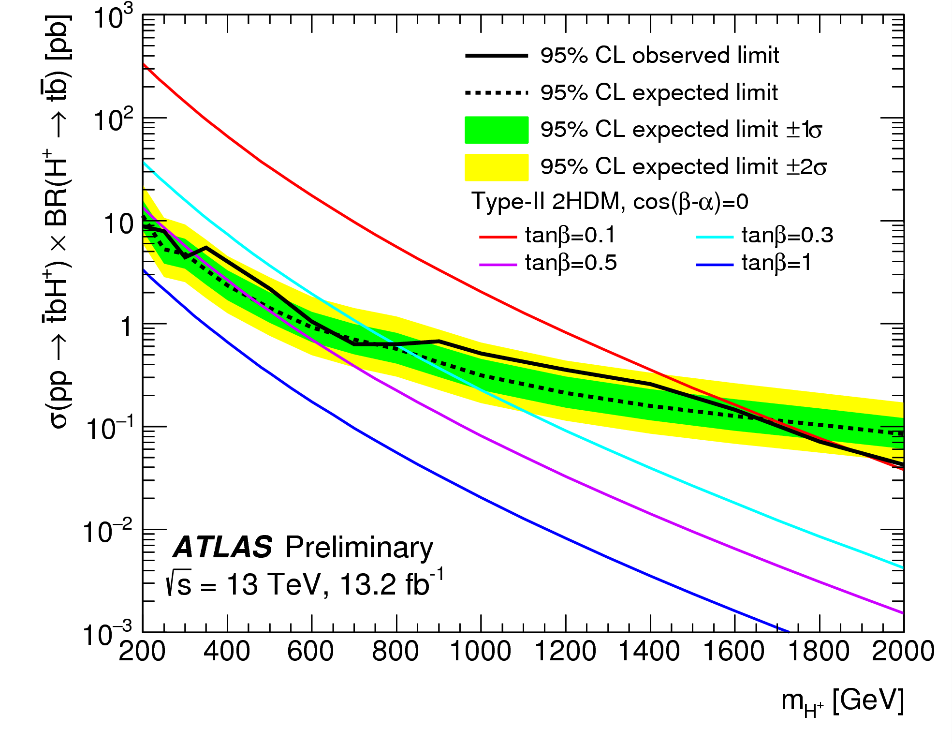 σ(pp → t̄bH⁺) × BR(H⁺ → tb̄) [pb]
10³
10²
10
1
10⁻¹
10⁻²
10⁻³
95% CL observed limit
95% CL expected limit
95% CL expected limit ±1σ
95% CL expected limit ±2σ
Type-II 2HDM, cos(β-α)=0
tanβ=0.1 tanβ=0.3
tanβ=0.5 tanβ=1
ATLAS Preliminary
√s = 13 TeV, 13.2 fb⁻¹
200 400 600 800 1000 1200 1400 1600 1800 2000
m_H⁺ [GeV]